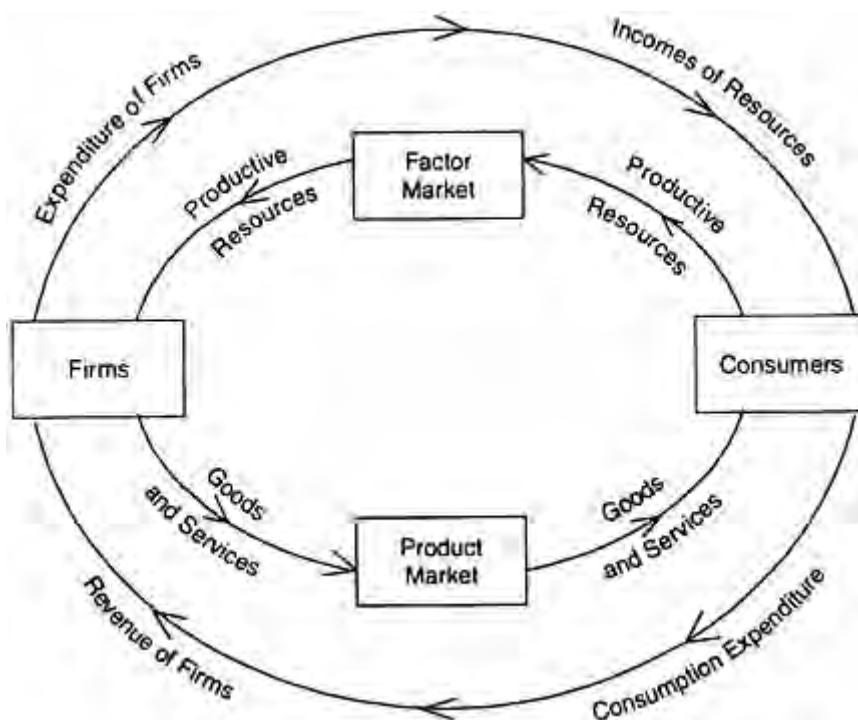 Expenditure of Firms
Incomes of Resources
Productive
Resources
Factor
Market
Productive
Resources
Firms
Consumers
Goods
and Services
Product
Market
Goods
and Services
Revenue of Firms
Consumption Expenditure